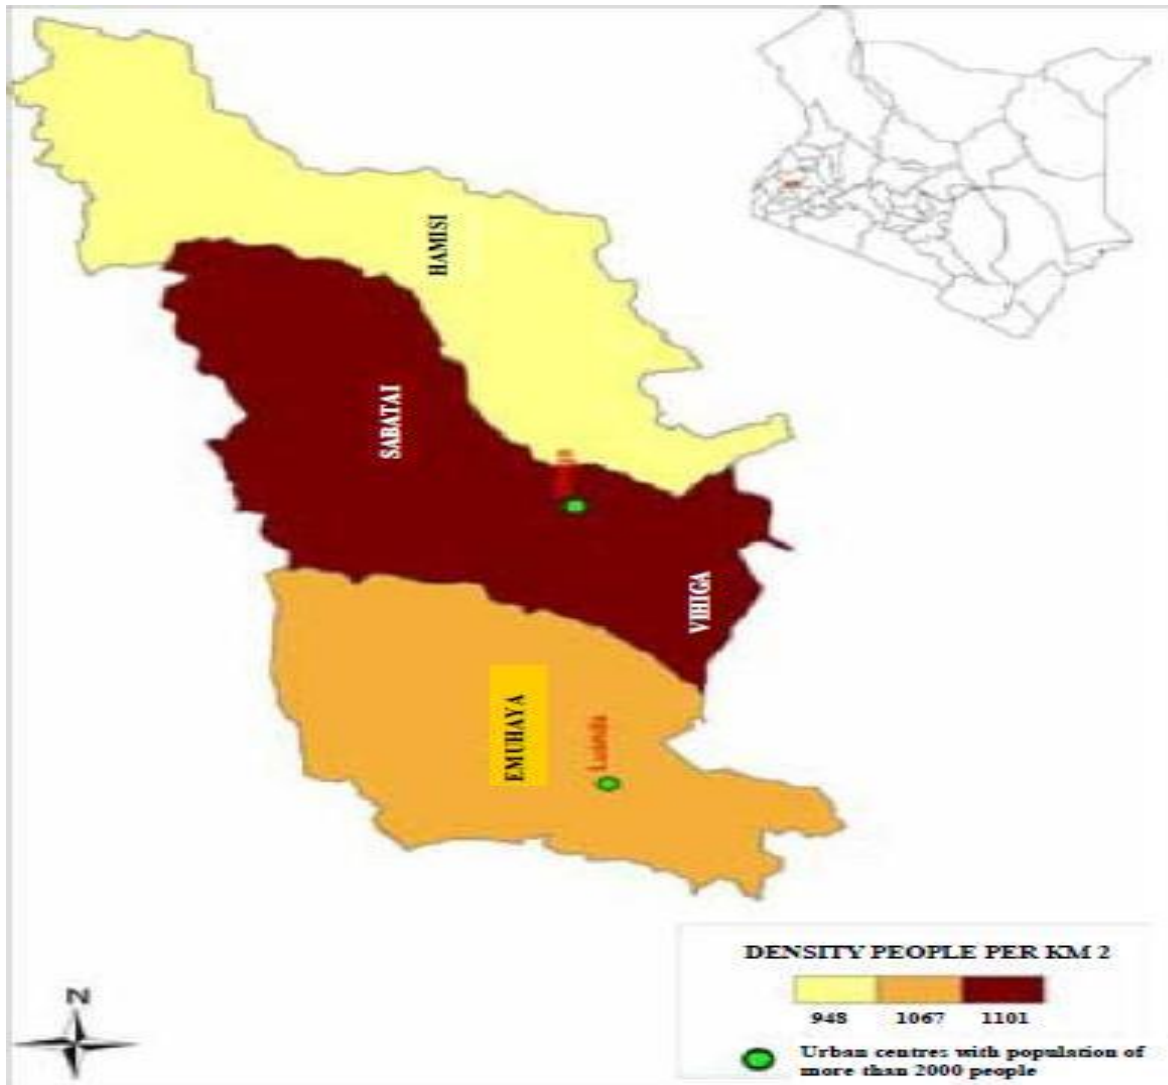 HAMISI
SABATAI
VIHIGA
EMUHAYA
Luanda
N
DENSITY PEOPLE PER KM 2
948 1067 1101
Urban centres with population of
more than 2000 people